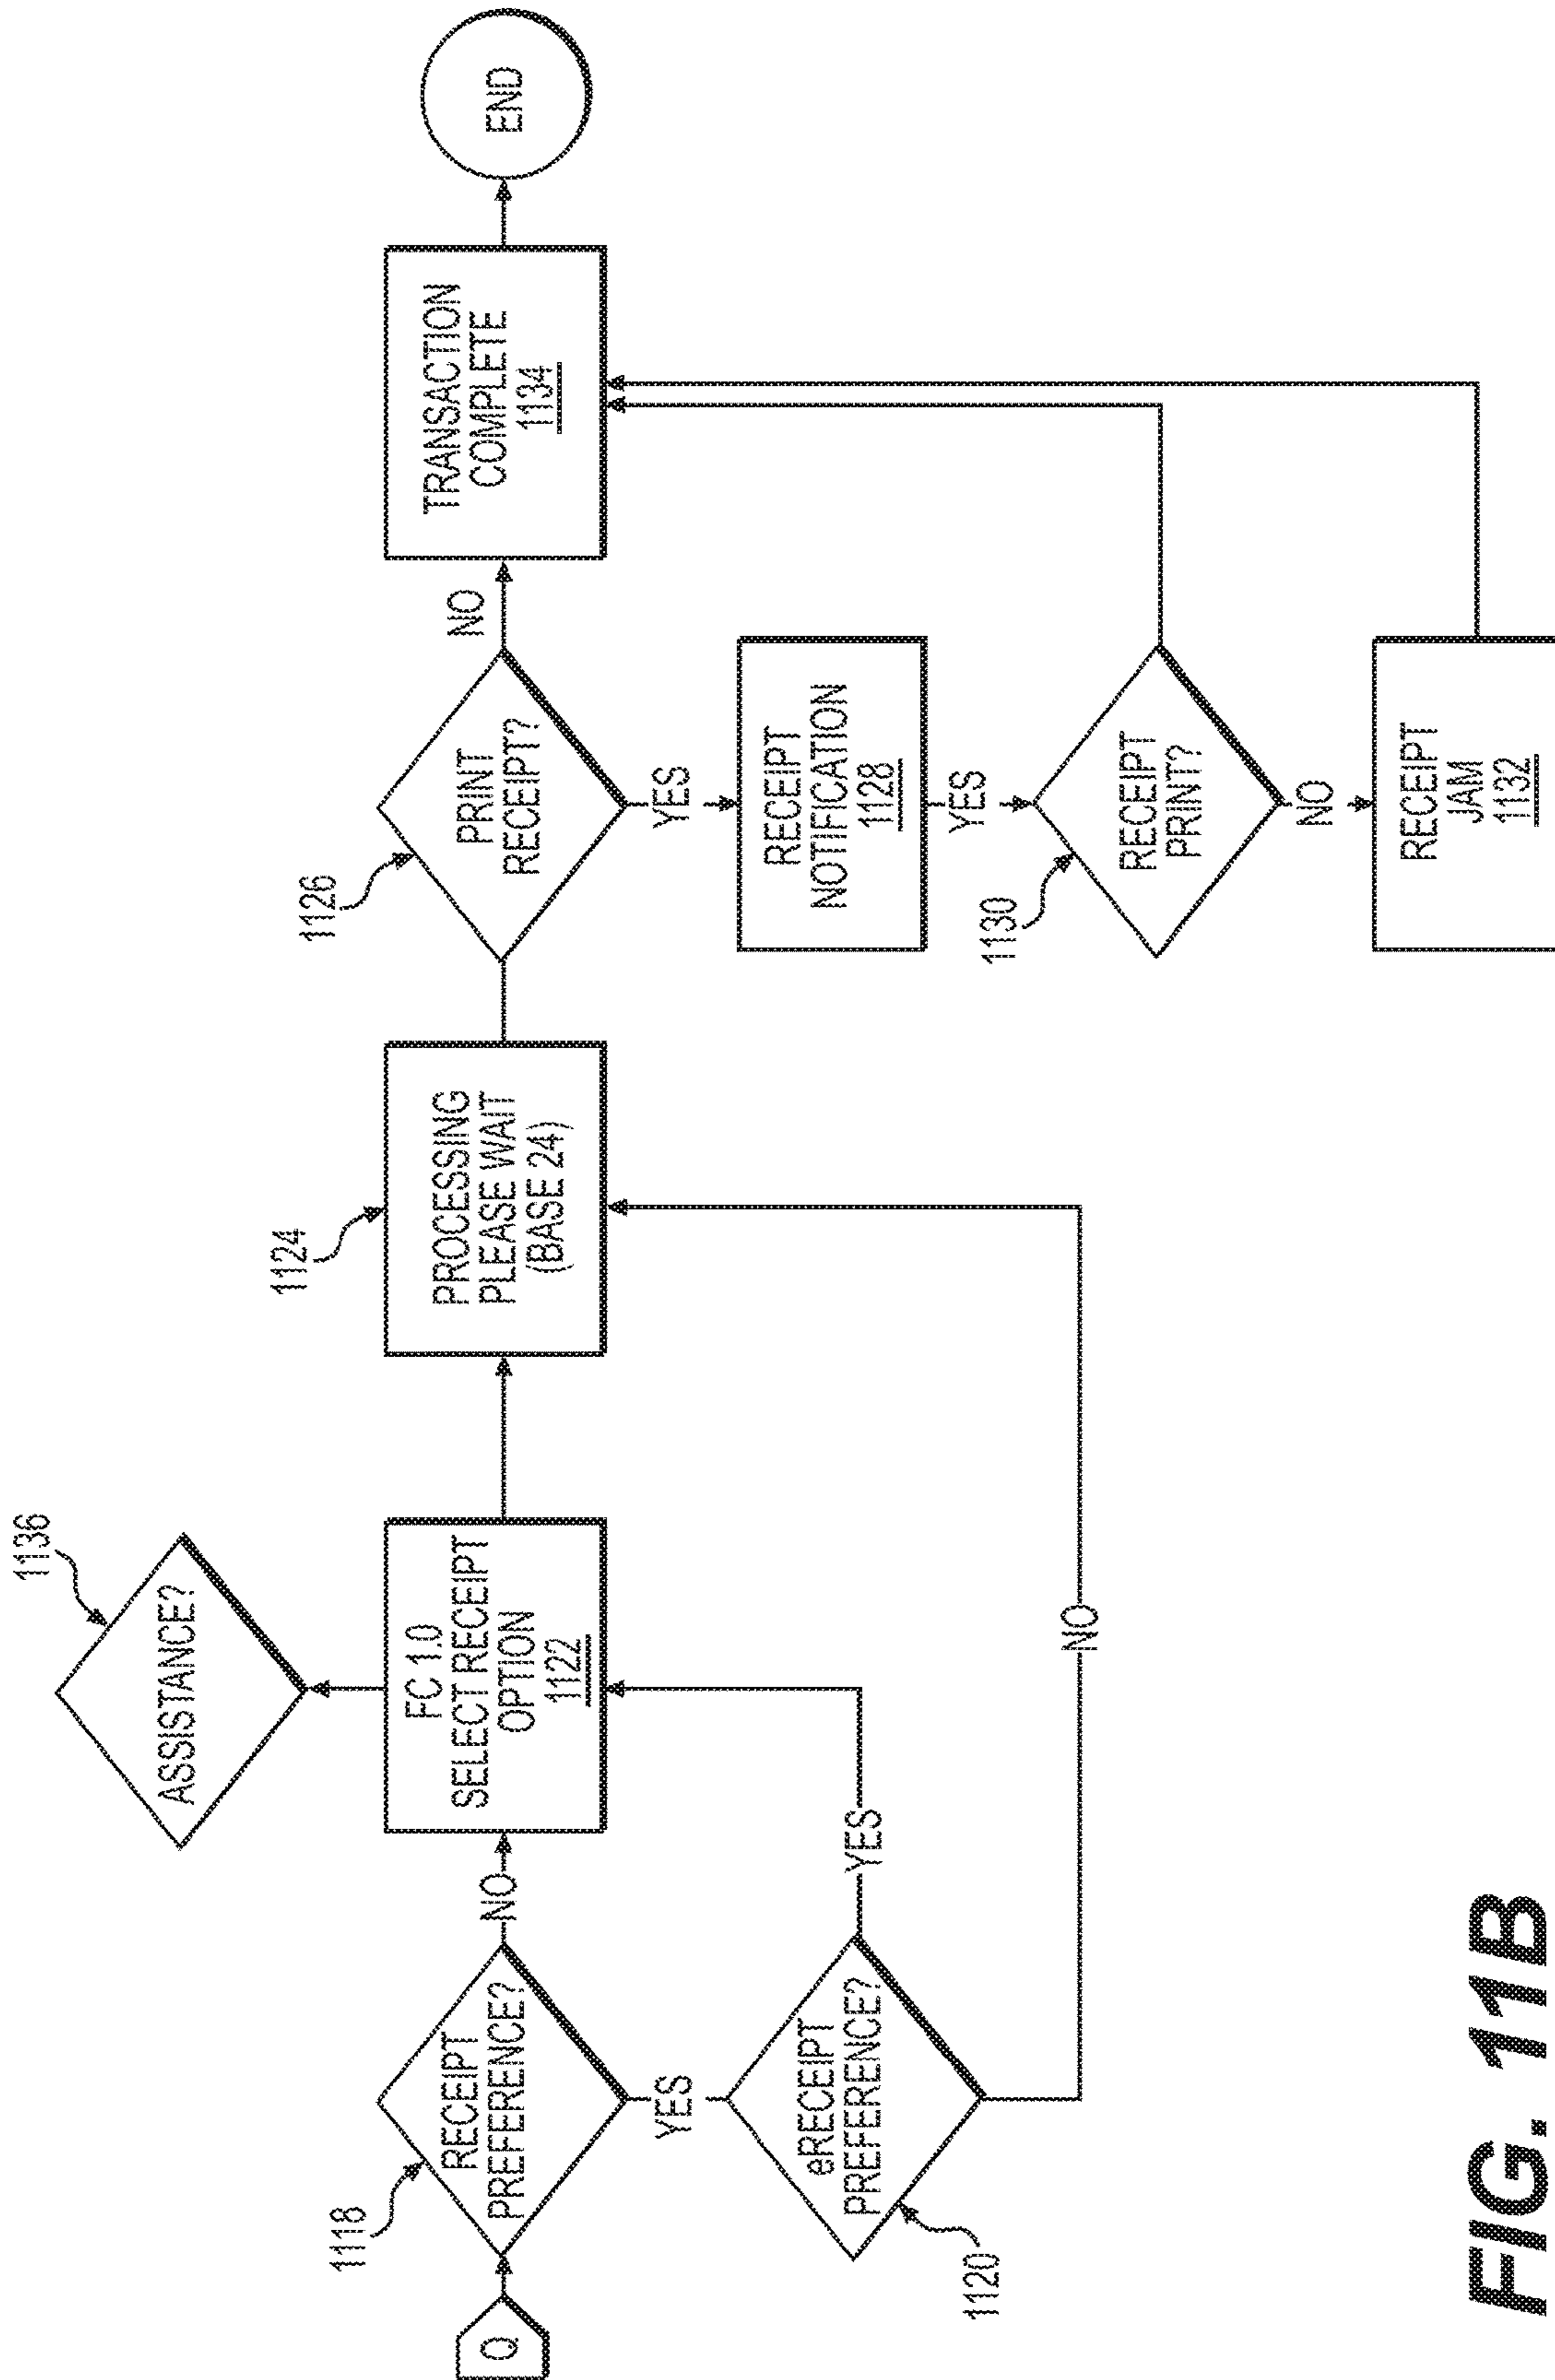 Q
1118
RECEIPT
PREFERENCE?
NO
YES
1120
eRECEIPT
PREFERENCE?
YES
NO
1136
ASSISTANCE?
FC 1.0
SELECT RECEIPT
OPTION
1122
1124
PROCESSING
PLEASE WAIT
(BASE 24)
1126
PRINT
RECEIPT?
NO
YES
RECEIPT
NOTIFICATION
1128
YES
1130
RECEIPT
PRINT?
NO
RECEIPT
JAM
1132
TRANSACTION
COMPLETE
1134
END
FIG. 11B